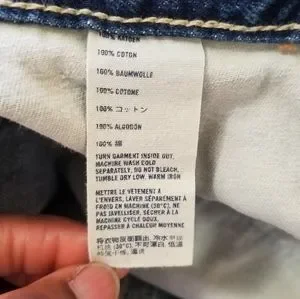 100% COTON
100% BAUMWOLLE
100% COTONE
100% コットン
100% ALGODON
100% 綿
TURN GARMENT INSIDE OUT,
MACHINE WASH COLD
SEPARATELY, DO NOT BLEACH,
TUMBLE DRY LOW, WARM IRON
METTRE LE VÊTEMENT À
L'ENVERS, LAVER SÉPARÉMENT À
FROID EN MACHINE (30°C), NE
PAS JAVELLISER, SÉCHER À LA
MACHINE CYCLE DOUX,
REPASSER À CHALEUR MOYENNE